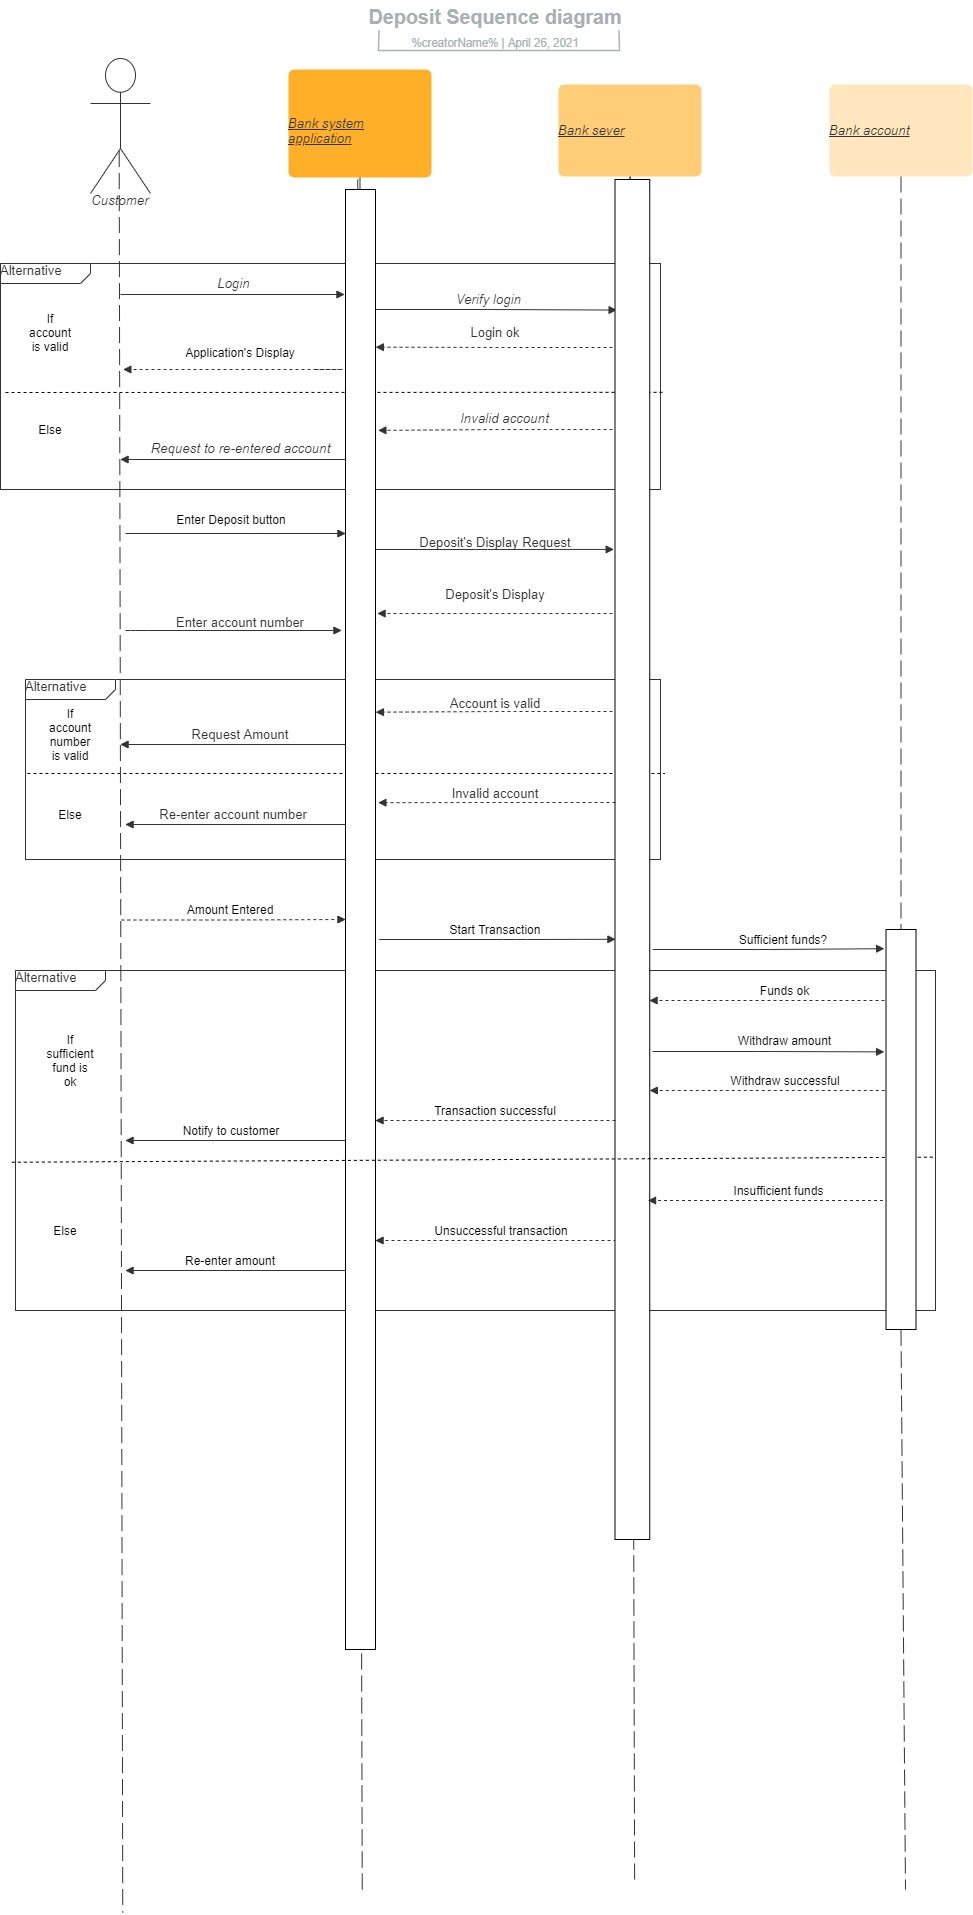 Deposit Sequence diagram
%creatorName% | April 26, 2021
Customer
Bank system
application
Bank sever
Bank account
Alternative
Login
Verify login
If
account
is valid
Login ok
Application's Display
Else
Invalid account
Request to re-entered account
Enter Deposit button
Deposit's Display Request
Deposit's Display
Enter account number
Alternative
If
account
number
is valid
Account is valid
Request Amount
Else
Invalid account
Re-enter account number
Amount Entered
Start Transaction
Sufficient funds?
Alternative
Funds ok
If
sufficient
fund is
ok
Withdraw amount
Withdraw successful
Transaction successful
Notify to customer
Insufficient funds
Else
Unsuccessful transaction
Re-enter amount